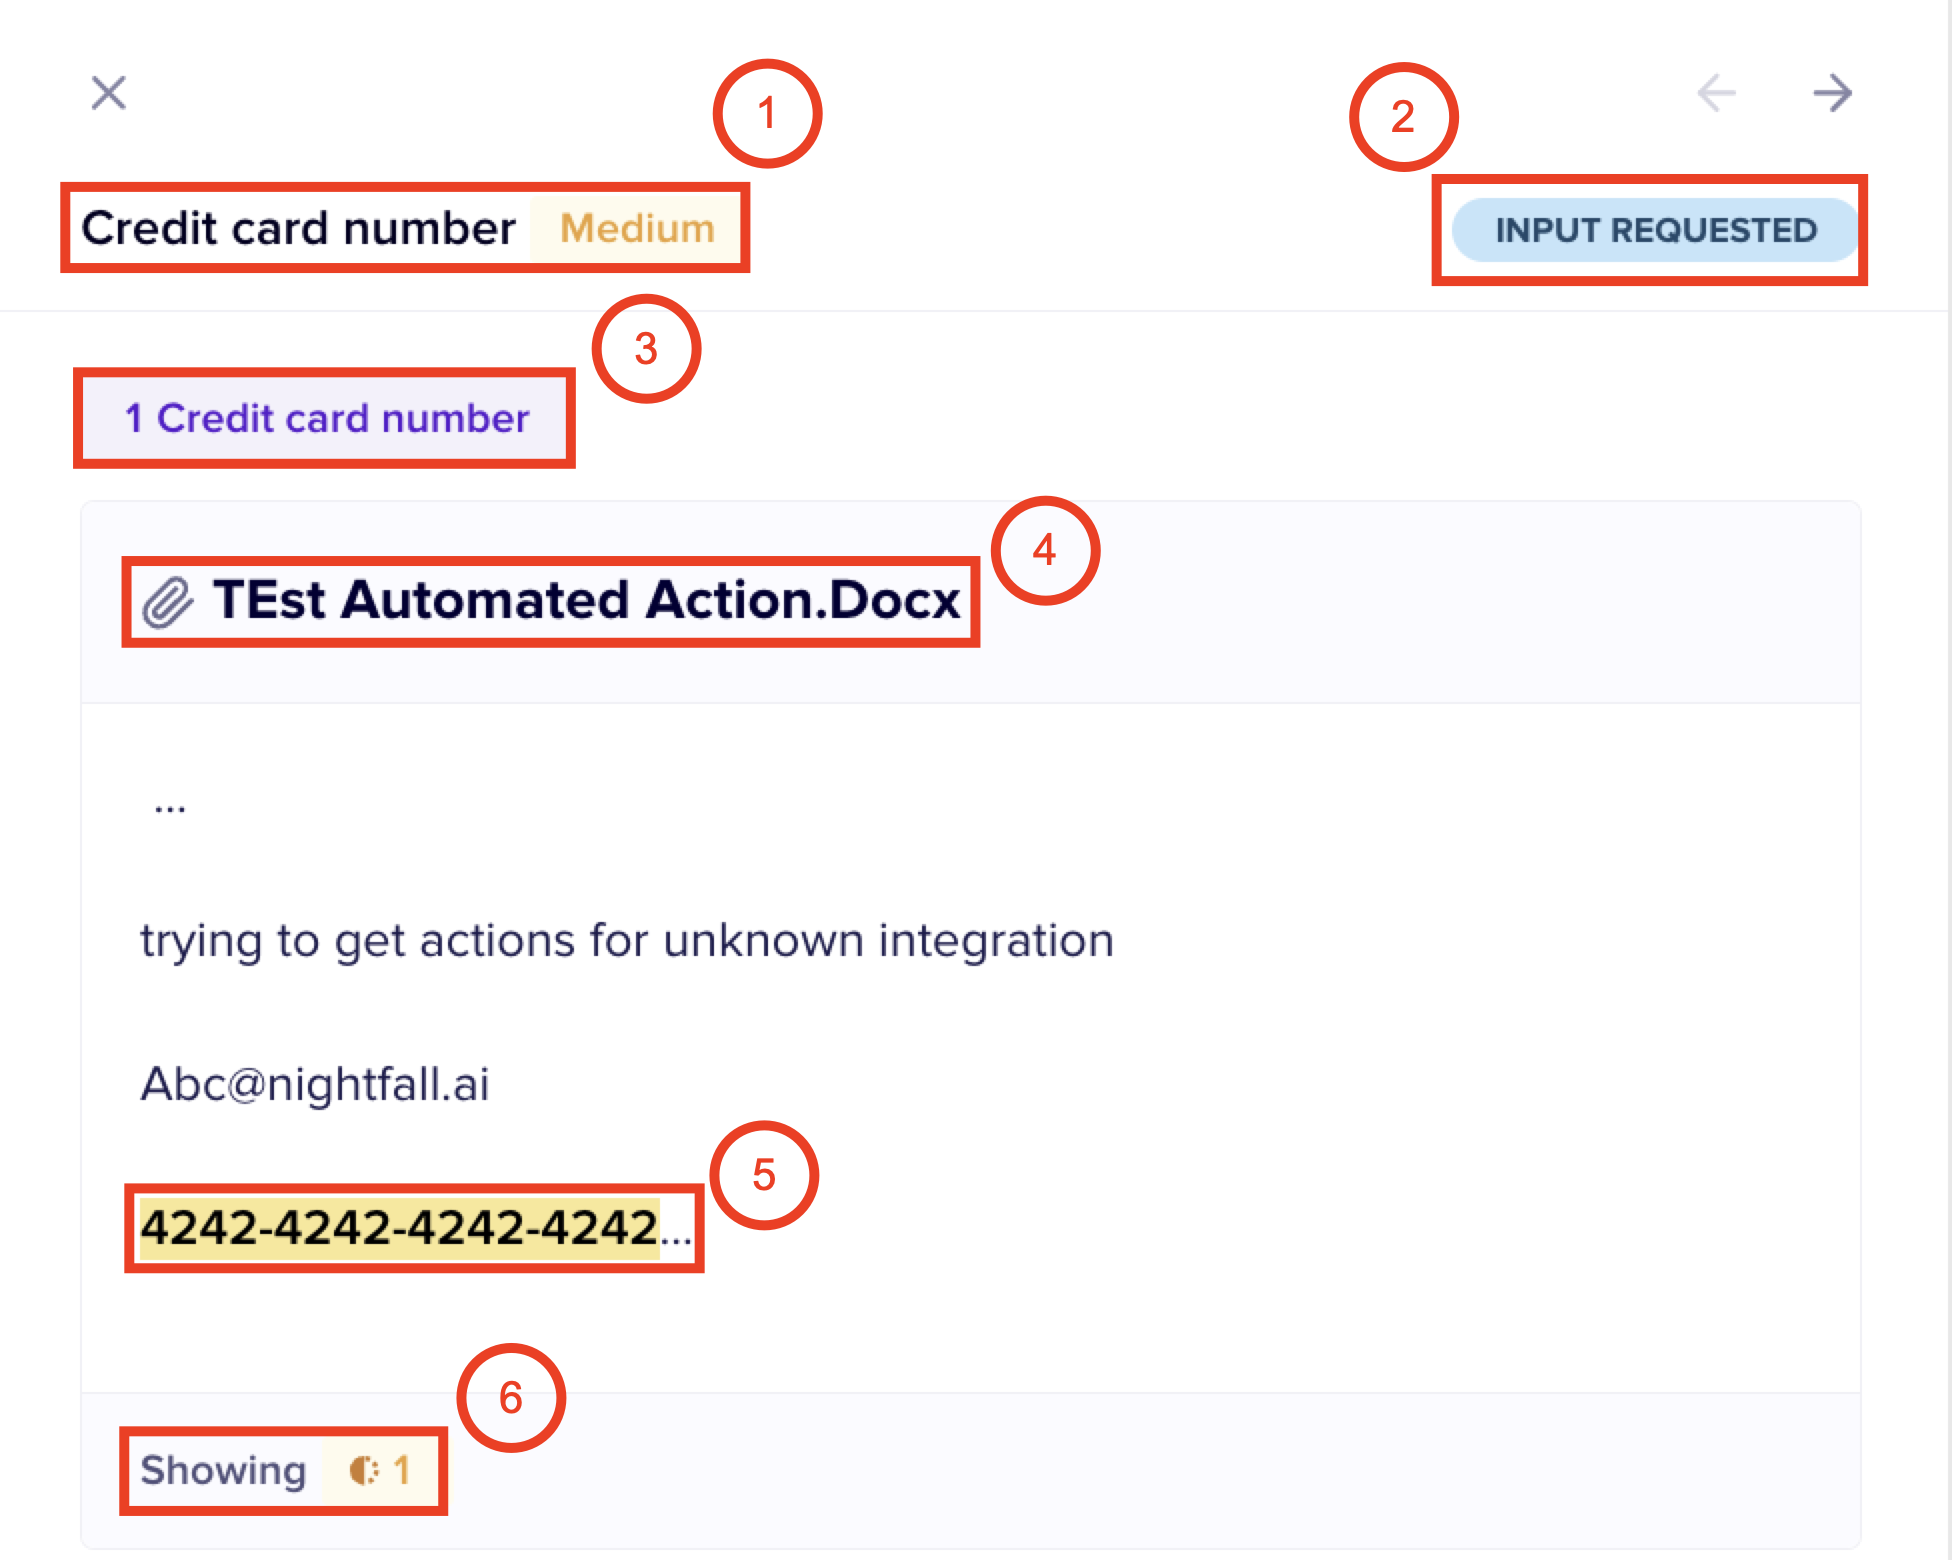 1
2
Credit card number Medium
INPUT REQUESTED
3
1 Credit card number
4
TEst Automated Action.Docx
...
trying to get actions for unknown integration
Abc@nightfall.ai
5
4242-4242-4242-4242...
6
Showing 1